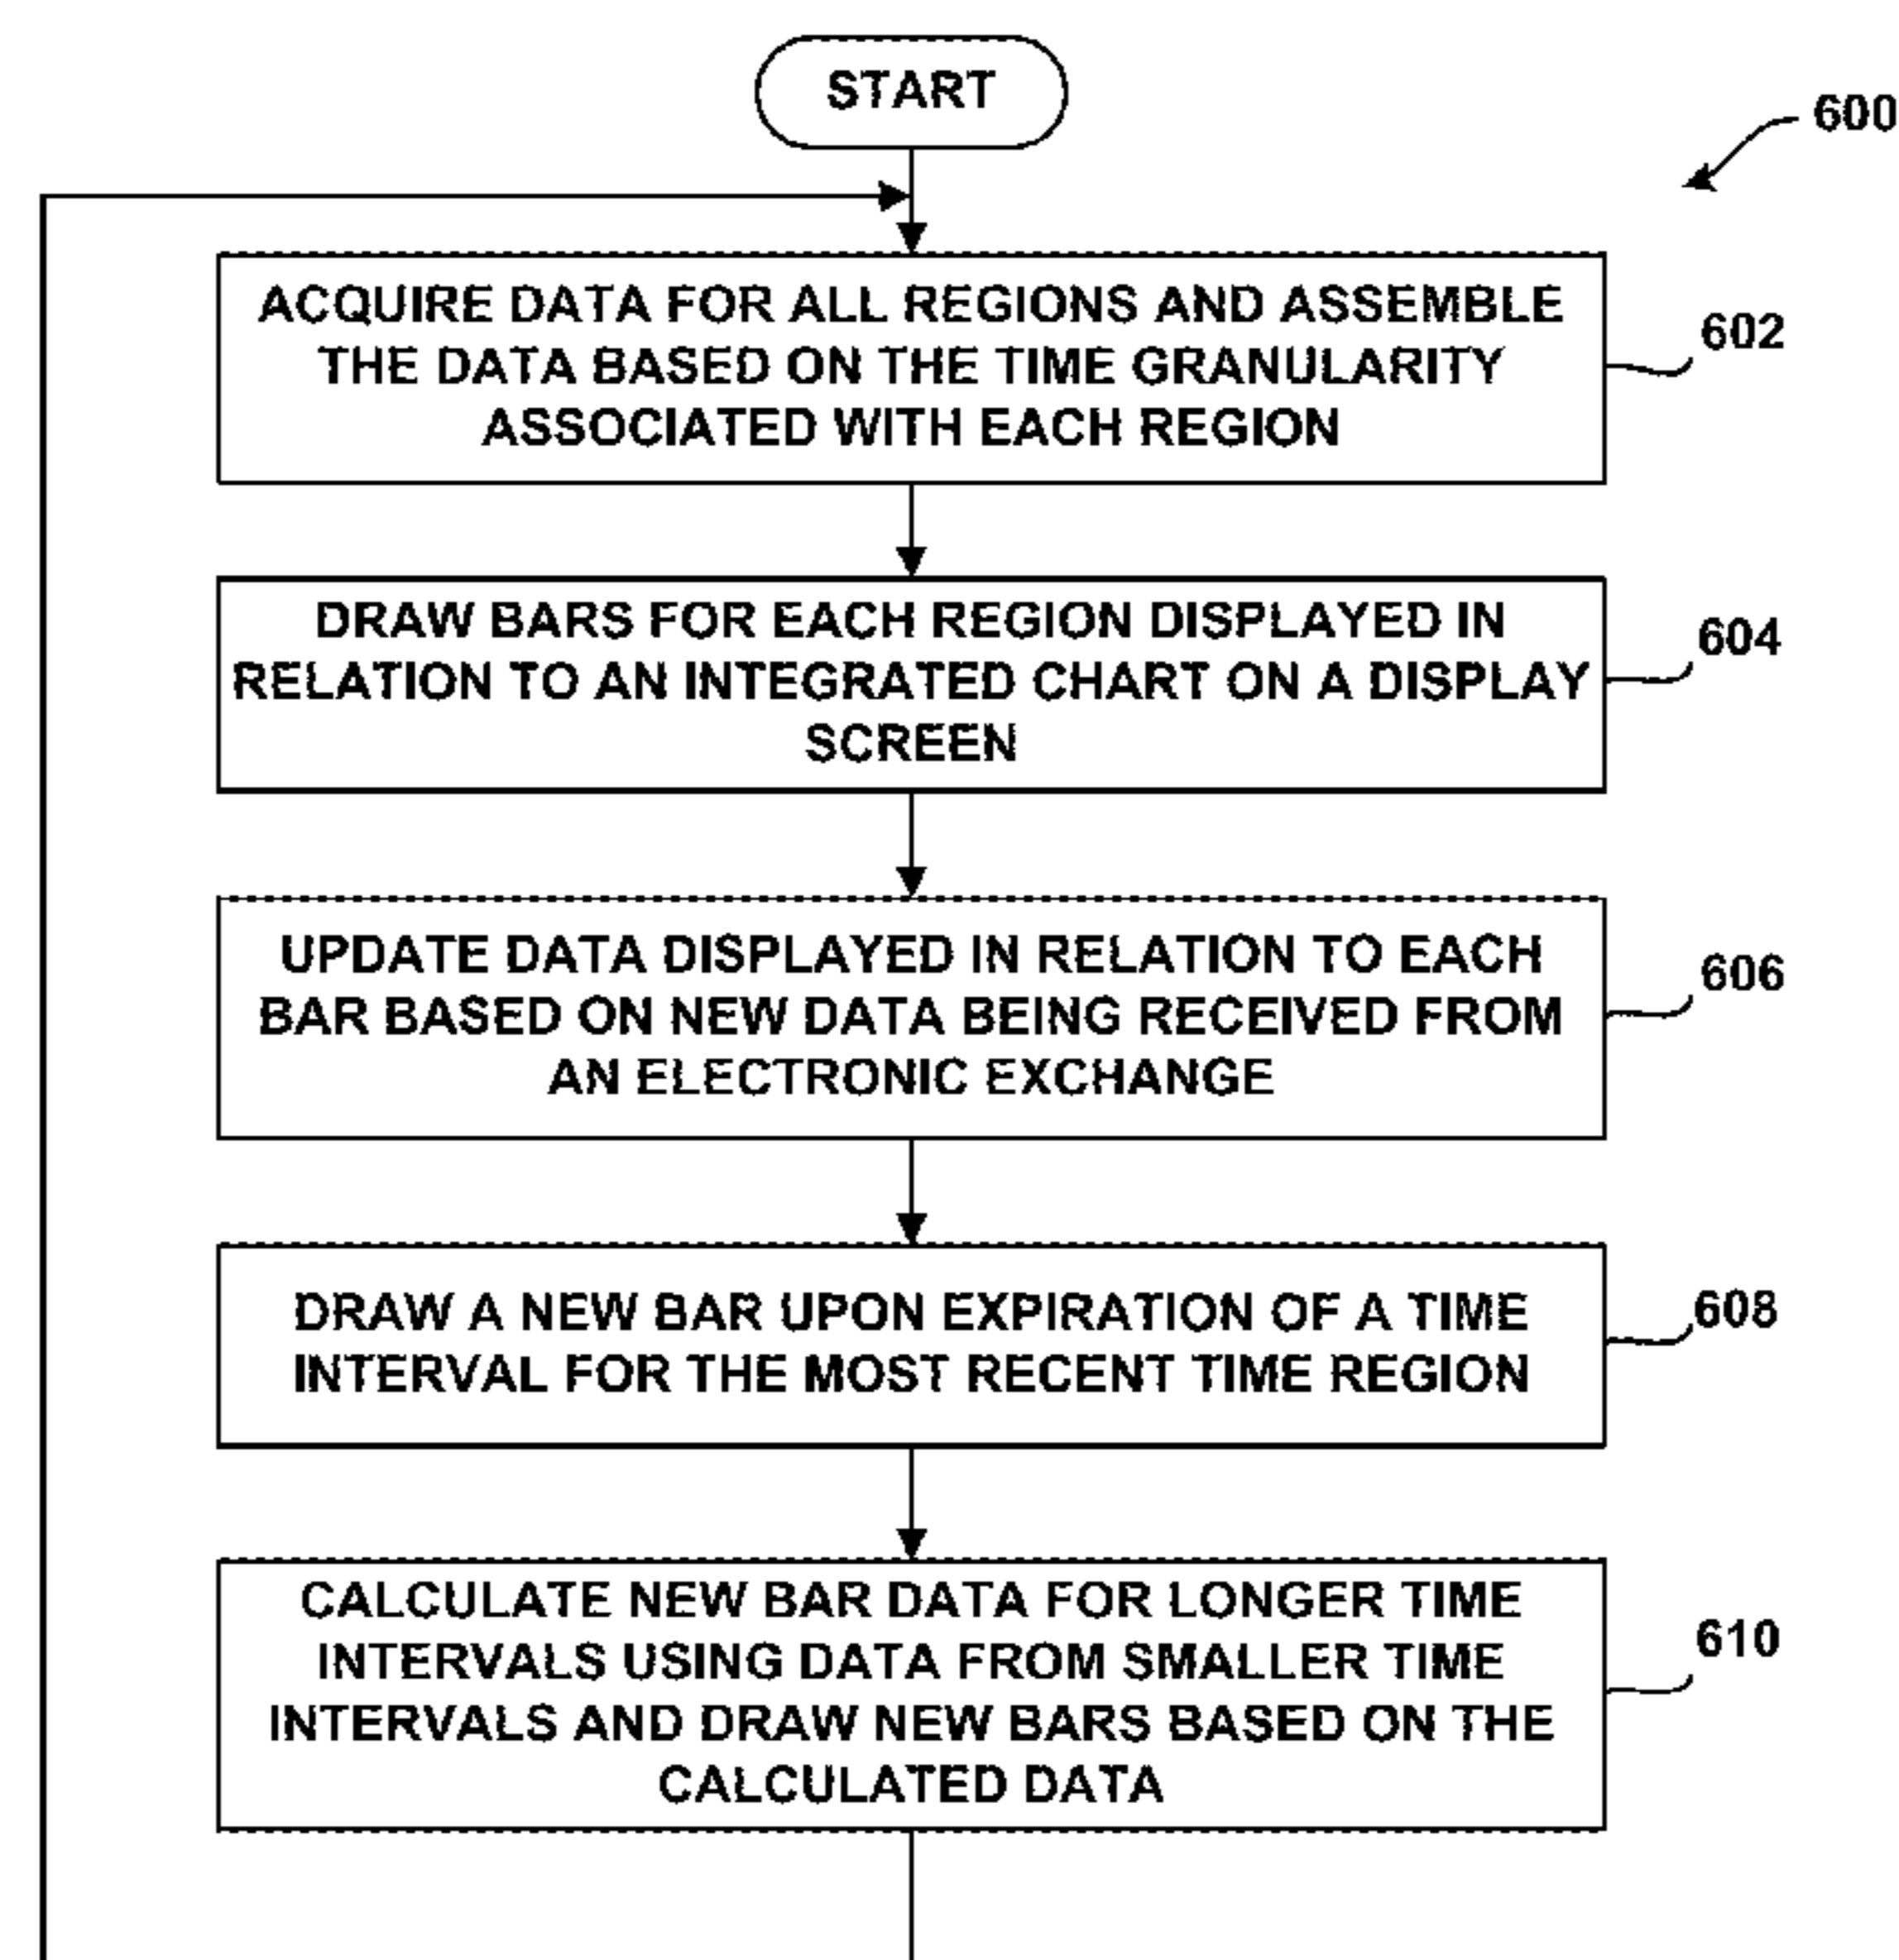 START
600
ACQUIRE DATA FOR ALL REGIONS AND ASSEMBLE
THE DATA BASED ON THE TIME GRANULARITY
ASSOCIATED WITH EACH REGION
602
DRAW BARS FOR EACH REGION DISPLAYED IN
RELATION TO AN INTEGRATED CHART ON A DISPLAY
SCREEN
604
UPDATE DATA DISPLAYED IN RELATION TO EACH
BAR BASED ON NEW DATA BEING RECEIVED FROM
AN ELECTRONIC EXCHANGE
606
DRAW A NEW BAR UPON EXPIRATION OF A TIME
INTERVAL FOR THE MOST RECENT TIME REGION
608
CALCULATE NEW BAR DATA FOR LONGER TIME
INTERVALS USING DATA FROM SMALLER TIME
INTERVALS AND DRAW NEW BARS BASED ON THE
CALCULATED DATA
610